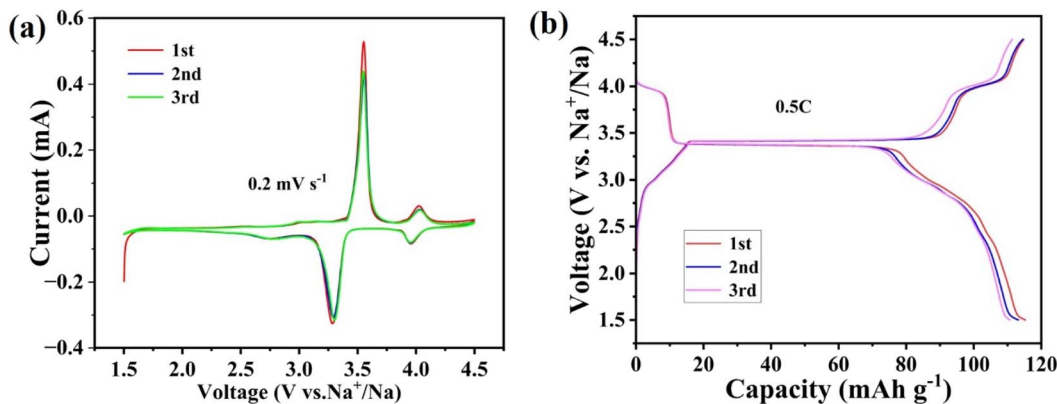 (a)
Current (mA)
0.6
0.4
0.2
0.0
−0.2
−0.4
1st
2nd
3rd
0.2 mV s⁻¹
1.5 2.0 2.5 3.0 3.5 4.0 4.5
Voltage (V vs.Na⁺/Na)
(b)
Voltage (V vs. Na⁺/Na)
4.5
4.0
3.5
3.0
2.5
2.0
1.5
0.5C
1st
2nd
3rd
0 20 40 60 80 100 120
Capacity (mAh g⁻¹)